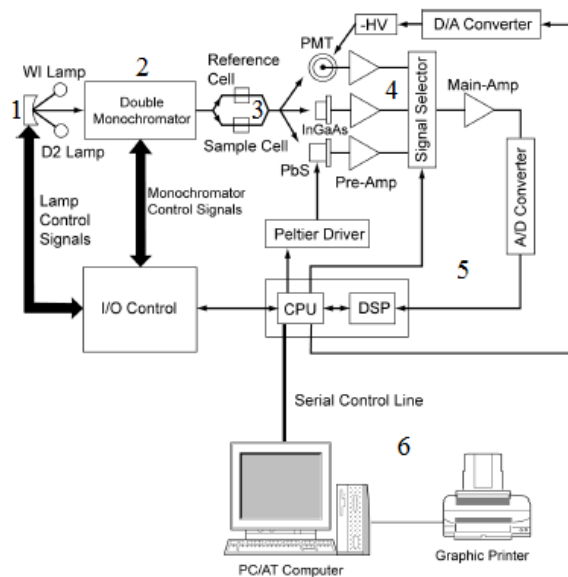 -HV
D/A Converter
PMT
WI Lamp
2
Reference
Cell
4
Main-Amp
1
Double
Monochromator
3
InGaAs
Signal Selector
D2 Lamp
Sample Cell
PbS
Pre-Amp
A/D Converter
Lamp
Control
Signals
Monochromator
Control Signals
Peltier Driver
5
I/O Control
CPU
DSP
Serial Control Line
6
PC/AT Computer
Graphic Printer